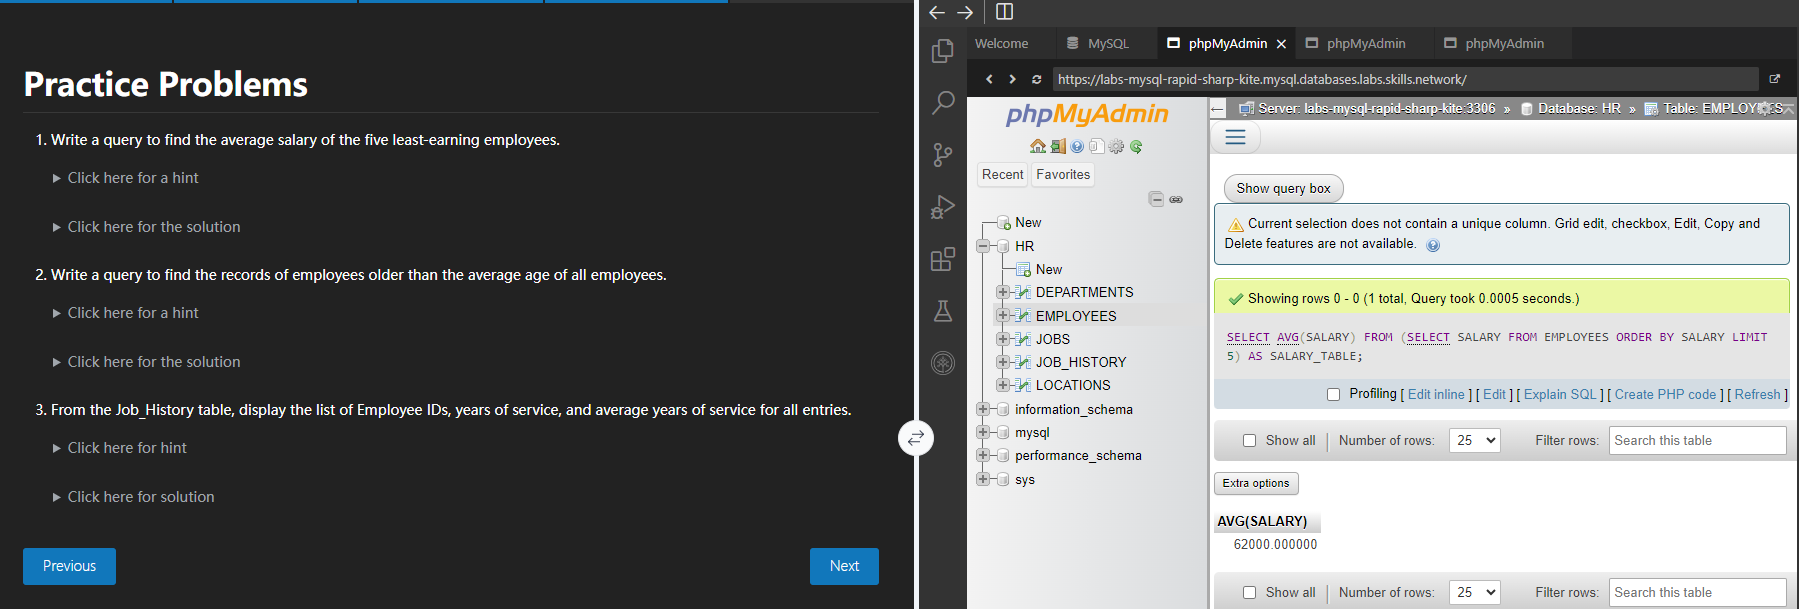 Practice Problems
1. Write a query to find the average salary of the five least-earning employees.
Click here for a hint
Click here for the solution
2. Write a query to find the records of employees older than the average age of all employees.
Click here for a hint
Click here for the solution
3. From the Job_History table, display the list of Employee IDs, years of service, and average years of service for all entries.
Click here for hint
Click here for solution
Previous
Next
Welcome
MySQL
phpMyAdmin
phpMyAdmin
phpMyAdmin
https://labs-mysql-rapid-sharp-kite.mysql.databases.labs.skills.network/
phpMyAdmin
Recent
Favorites
New
HR
New
DEPARTMENTS
EMPLOYEES
JOBS
JOB_HISTORY
LOCATIONS
information_schema
mysql
performance_schema
sys
Server: labs-mysql-rapid-sharp-kite:3306 » Database: HR » Table: EMPLOYEES
Show query box
Current selection does not contain a unique column. Grid edit, checkbox, Edit, Copy and
Delete features are not available.
Showing rows 0 - 0 (1 total, Query took 0.0005 seconds.)
SELECT AVG(SALARY) FROM (SELECT SALARY FROM EMPLOYEES ORDER BY SALARY LIMIT
5) AS SALARY_TABLE;
Profiling [ Edit inline ] [ Edit ] [ Explain SQL ] [ Create PHP code ] [ Refresh ]
Show all | Number of rows: 25 Filter rows: Search this table
Extra options
AVG(SALARY)
62000.000000
Show all | Number of rows: 25 Filter rows: Search this table